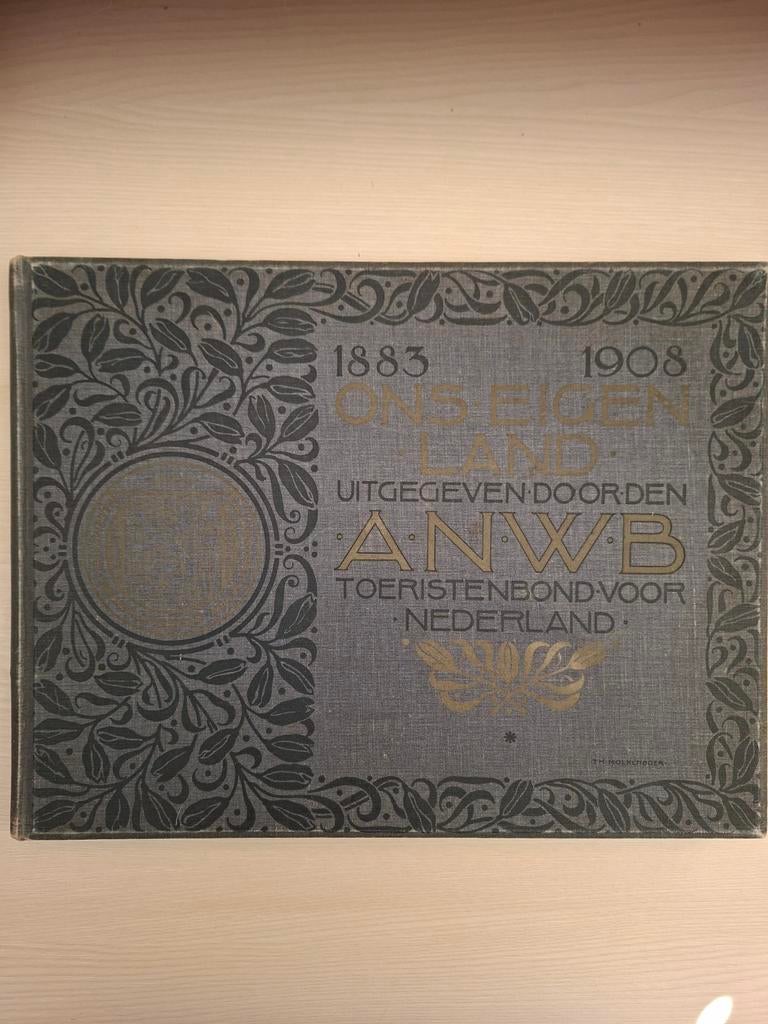 1883 1908
ONS EIGEN
·LAND·
UITGEGEVEN·DOOR·DEN
·A·N·W·B
TOERISTENBOND·VOOR
·NEDERLAND·
*
TH·MOLKENBOER·